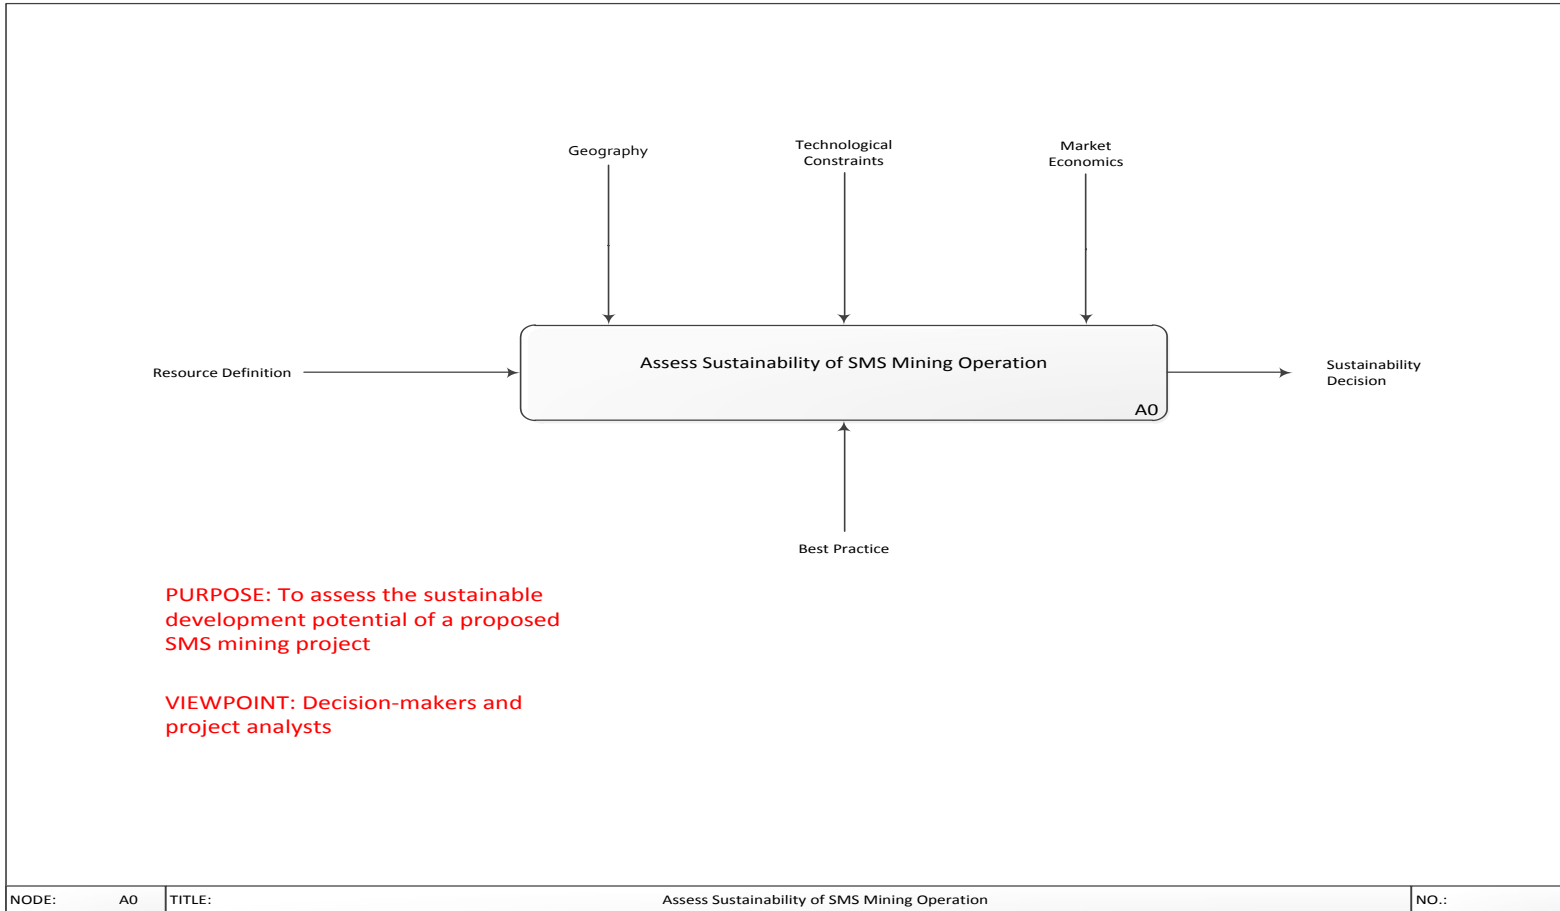 Geography
Technological
Constraints
Market
Economics
Resource Definition
Assess Sustainability of SMS Mining Operation
A0
Sustainability
Decision
Best Practice
PURPOSE: To assess the sustainable
development potential of a proposed
SMS mining project
VIEWPOINT: Decision-makers and
project analysts
NODE: A0 TITLE: Assess Sustainability of SMS Mining Operation NO.: